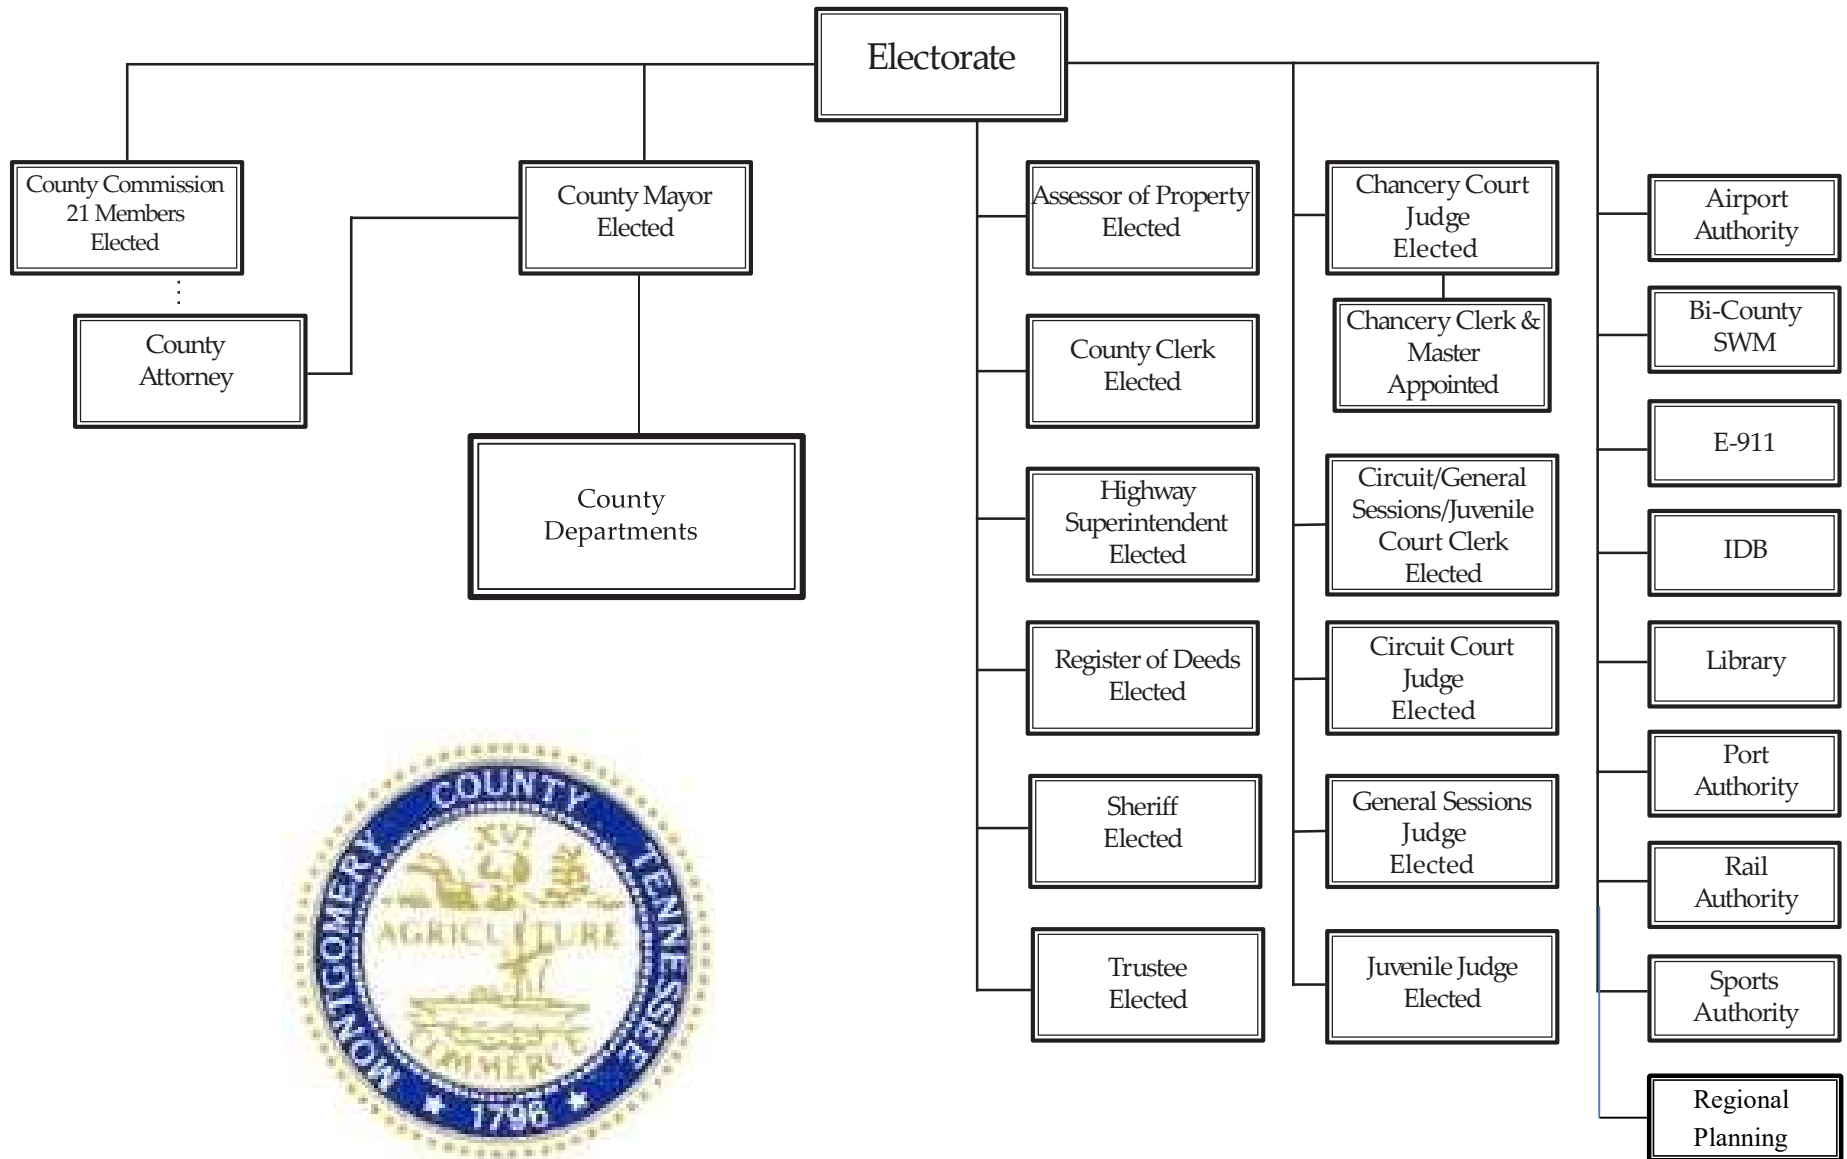 Electorate
County Commission
21 Members
Elected
County Mayor
Elected
County
Attorney
County
Departments
Assessor of Property
Elected
County Clerk
Elected
Highway
Superintendent
Elected
Register of Deeds
Elected
Sheriff
Elected
Trustee
Elected
Chancery Court
Judge
Elected
Chancery Clerk &
Master
Appointed
Circuit/General
Sessions/Juvenile
Court Clerk
Elected
Circuit Court
Judge
Elected
General Sessions
Judge
Elected
Juvenile Judge
Elected
Airport
Authority
Bi-County
SWM
E-911
IDB
Library
Port
Authority
Rail
Authority
Sports
Authority
Regional
Planning
MONTGOMERY COUNTY TENNESSEE
XVI
AGRICULTURE
COMMERCE
1796